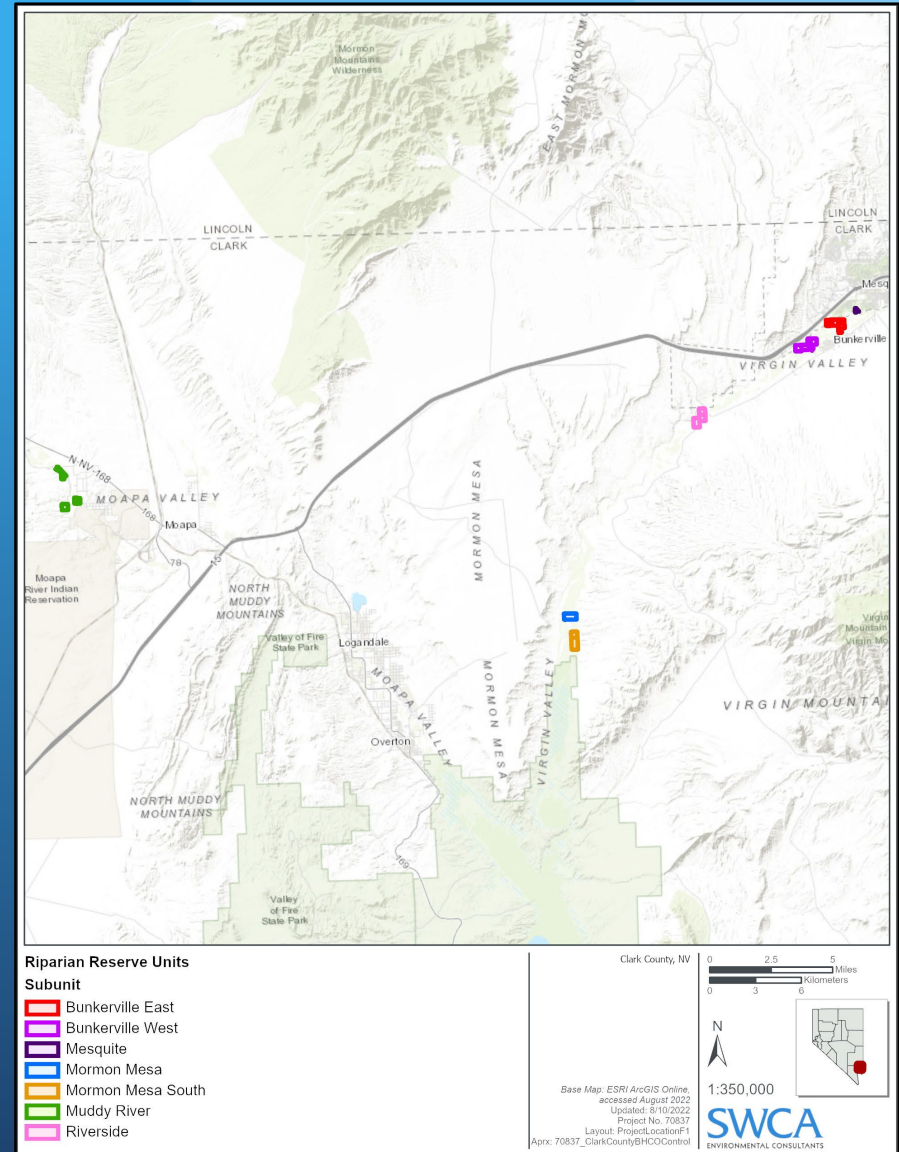 Mormon
Mountains
Wilderness
EAST MORMON MO
LINCOLN
CLARK
LINCOLN
CLARK
Mesq
Bunkerville
VIRGIN VALLEY
N-NV-168
MOAPA VALLEY
168
Moapa
78
15
MORMON MESA
Moapa
River Indian
Reservation
NORTH
MUDDY
MOUNTAINS
Valley of Fire
State Park
Logandale
MOAPA VALLEY
MORMON MESA
VIRGIN VALLEY
Virgin
Mountain
Virgin Mo
VIRGIN MOUNTAI
Overton
NORTH MUDDY
MOUNTAINS
169
Valley
of Fire
State Park
Riparian Reserve Units
Subunit
Bunkerville East
Bunkerville West
Mesquite
Mormon Mesa
Mormon Mesa South
Muddy River
Riverside
Clark County, NV
Base Map: ESRI ArcGIS Online,
accessed August 2022
Updated: 8/10/2022
Project No. 70837
Layout: ProjectLocationF1
Aprx: 70837_ClarkCountyBHCOControl
0 2.5 5
Miles
Kilometers
0 3 6
N
1:350,000
SWCA
ENVIRONMENTAL CONSULTANTS